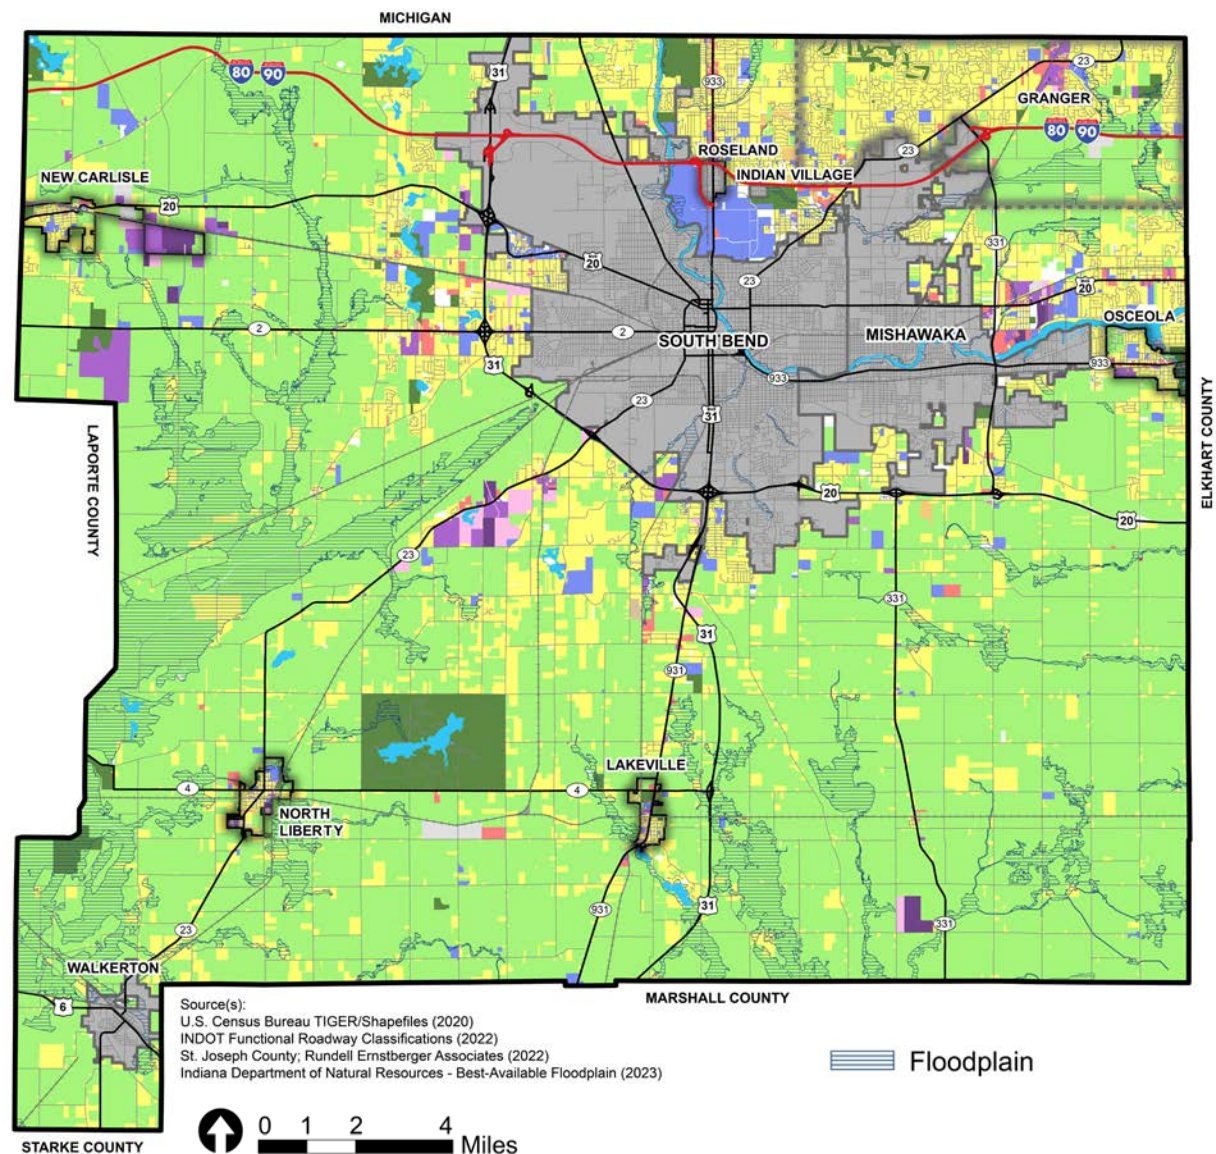 MICHIGAN
80 90
31
933
23
GRANGER
80 90
23
ROSELAND
INDIAN VILLAGE
NEW CARLISLE
20
331
20
23
20
OSCEOLA
2
2
SOUTH BEND
MISHAWAKA
31
933
933
23
31
LAPORTE COUNTY
ELKHART COUNTY
20
20
23
331
31
931
LAKEVILLE
4
4
NORTH
LIBERTY
931
31
23
331
WALKERTON
6
MARSHALL COUNTY
Source(s):
U.S. Census Bureau TIGER/Shapefiles (2020)
INDOT Functional Roadway Classifications (2022)
St. Joseph County; Rundell Ernstberger Associates (2022)
Indiana Department of Natural Resources - Best-Available Floodplain (2023)
Floodplain
0 1 2 4
Miles
STARKE COUNTY